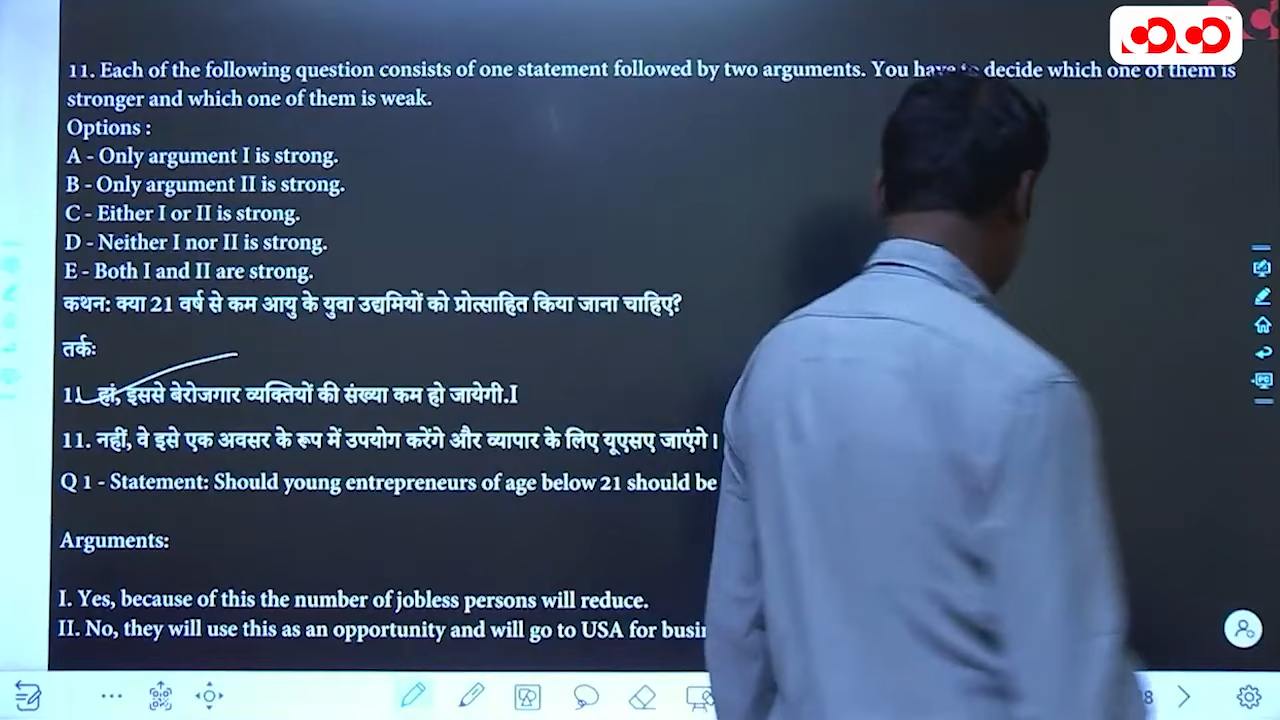 11. Each of the following question consists of one statement followed by two arguments. You have to decide which one of them is
stronger and which one of them is weak.
Options :
A - Only argument I is strong.
B - Only argument II is strong.
C - Either I or II is strong.
D - Neither I nor II is strong.
E - Both I and II are strong.
कथन: क्या 21 वर्ष से कम आयु के युवा उद्यमियों को प्रोत्साहित किया जाना चाहिए?
तर्कः
1. हां, इससे बेरोजगार व्यक्तियों की संख्या कम हो जायेगी.I
11. नहीं, वे इसे एक अवसर के रूप में उपयोग करेंगे और व्यापार के लिए यूएसए जाएंगे।
Q 1 - Statement: Should young entrepreneurs of age below 21 should be
Arguments:
I. Yes, because of this the number of jobless persons will reduce.
II. No, they will use this as an opportunity and will go to USA for